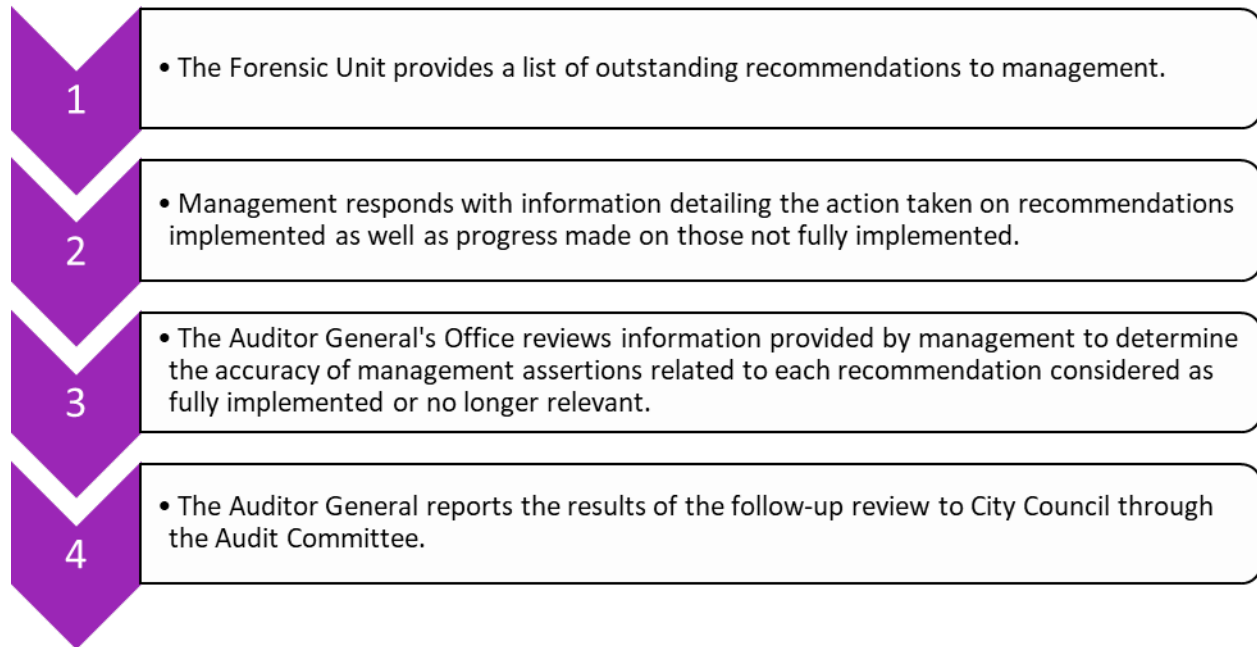 1
• The Forensic Unit provides a list of outstanding recommendations to management.
2
• Management responds with information detailing the action taken on recommendations
implemented as well as progress made on those not fully implemented.
3
• The Auditor General's Office reviews information provided by management to determine
the accuracy of management assertions related to each recommendation considered as
fully implemented or no longer relevant.
4
• The Auditor General reports the results of the follow-up review to City Council through
the Audit Committee.